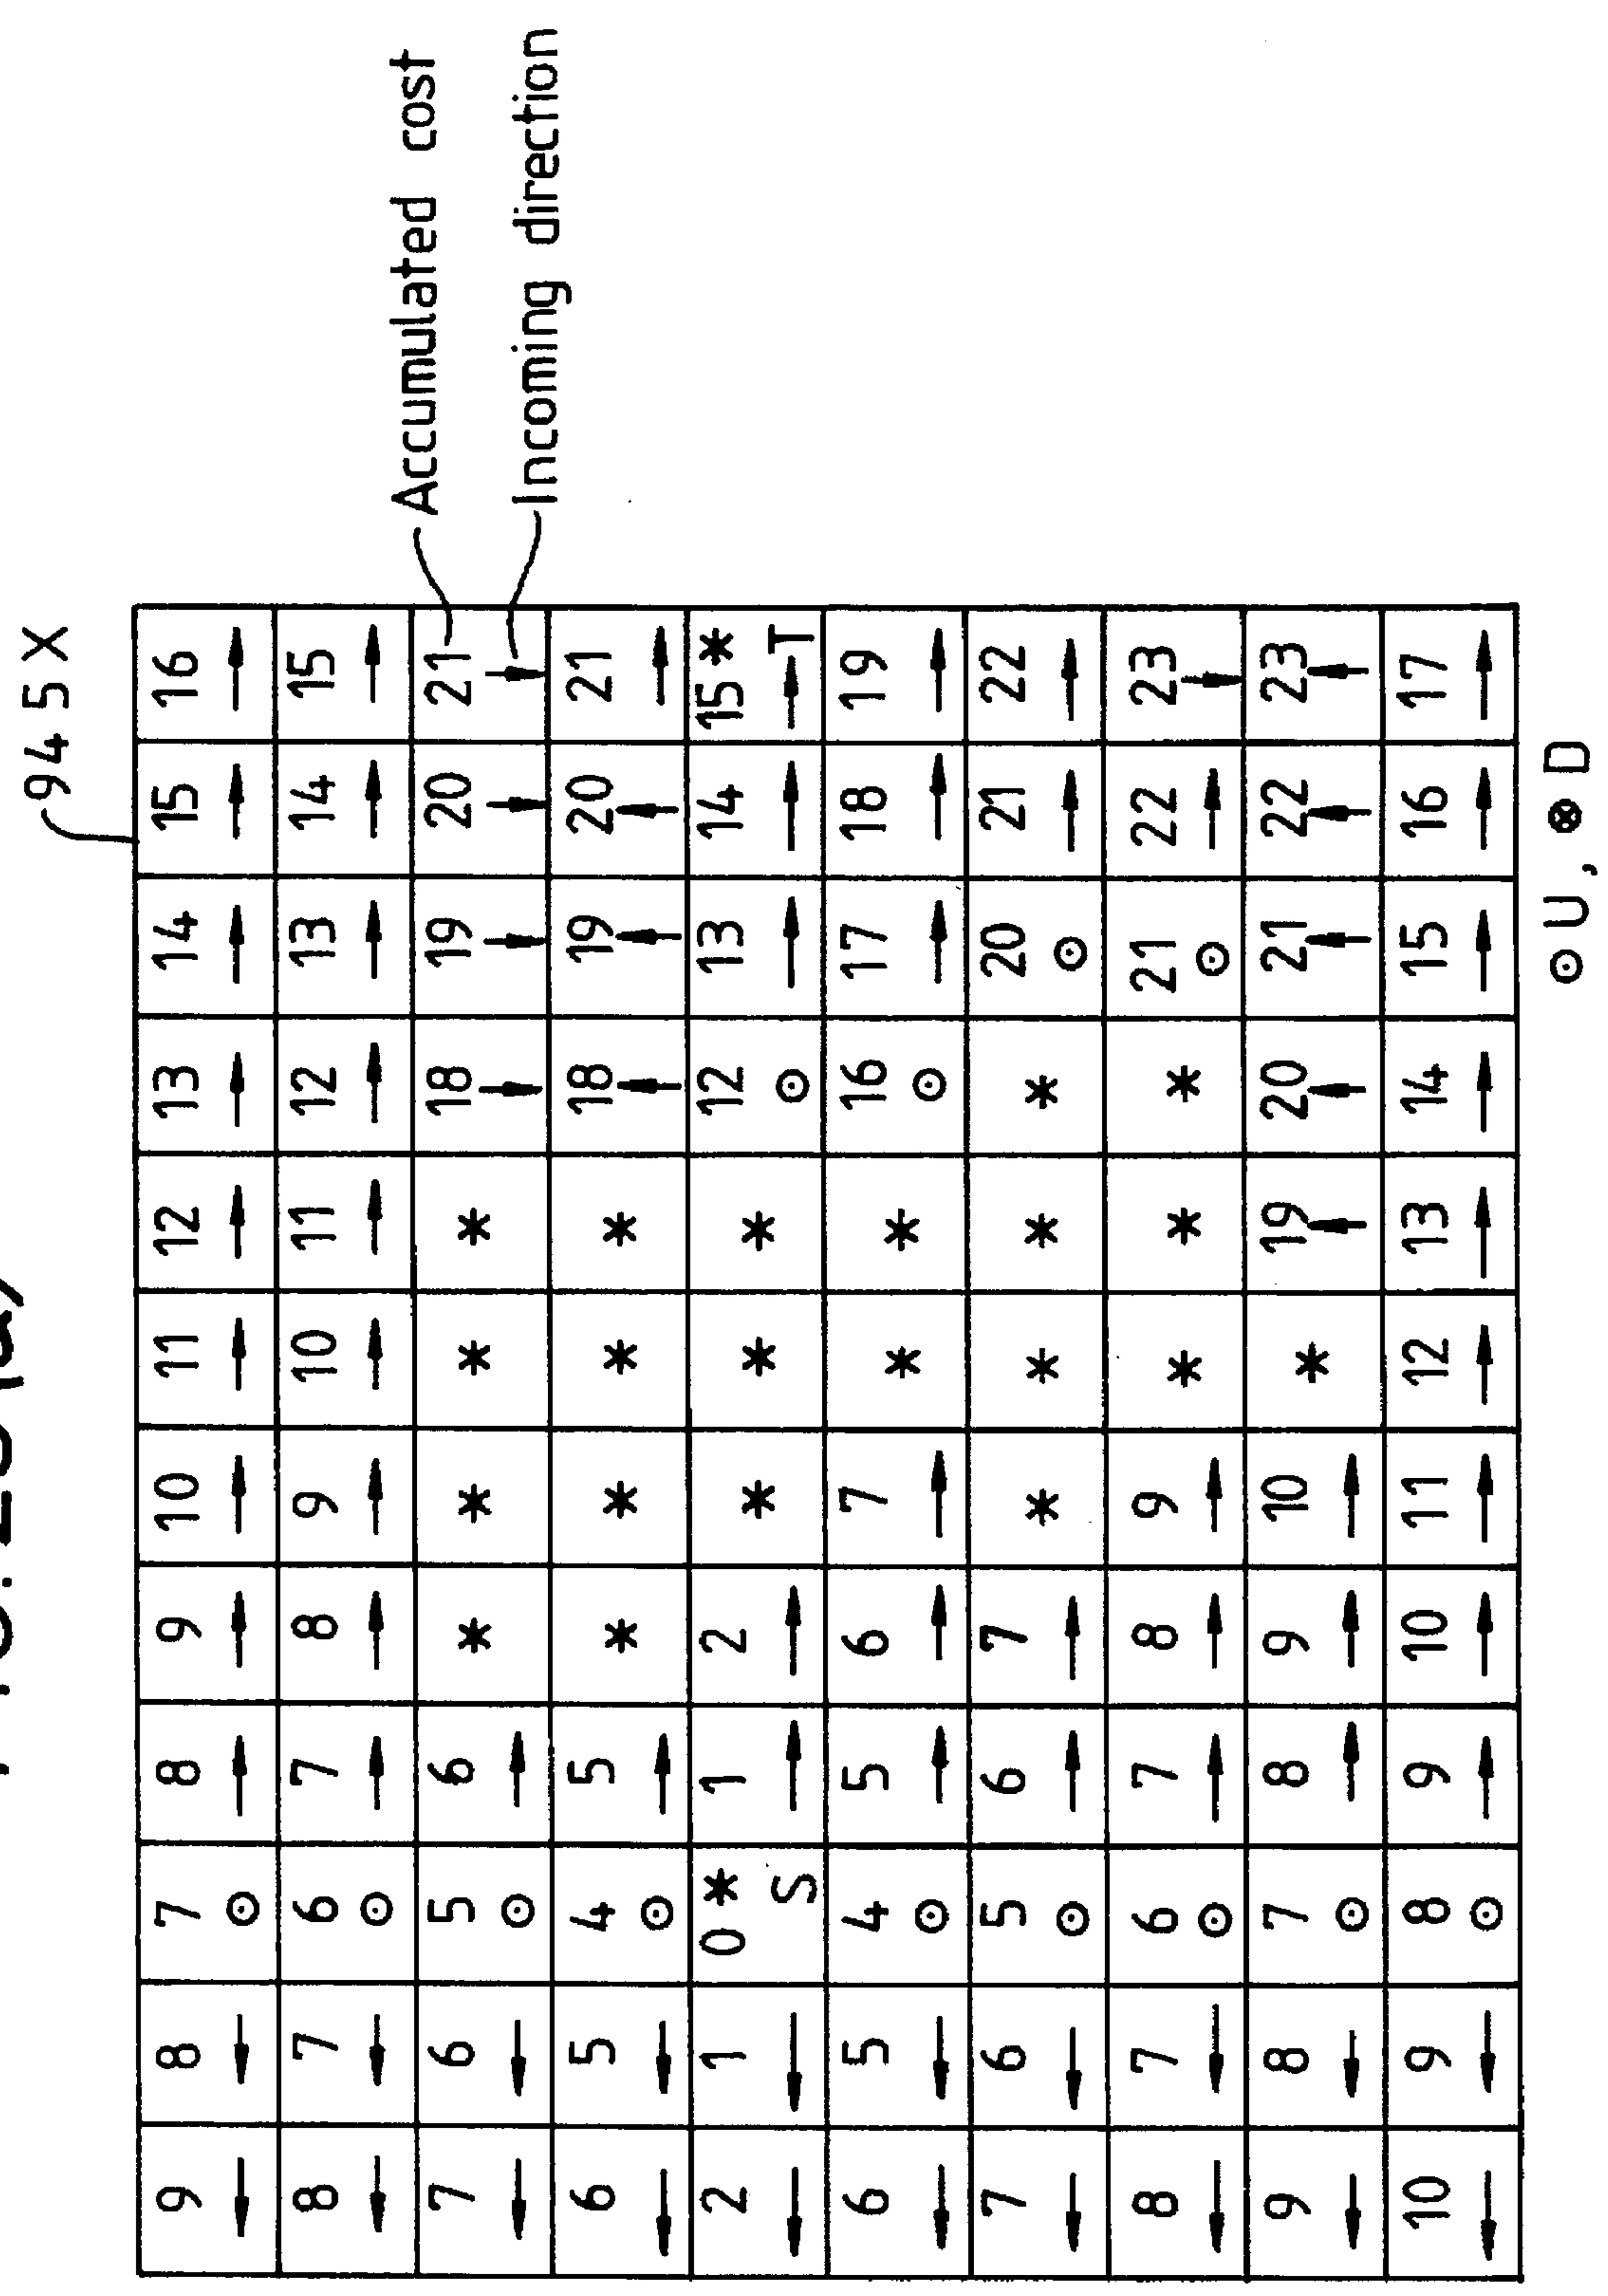 945X
9 8 7 8 9 10 11 12 13 14 15 16
8 7 6 7 8 9 10 11 12 13 14 15
7 6 5 6 * * * * 18 19 20 21
Accumulated cost
Incoming direction
6 5 4 5 * * * * 18 19 20 21
2 1 0* 1 2 * * * 12 13 14 15*
S T
6 5 4 5 6 7 * * 16 17 18 19
7 6 5 6 7 * * * * 20 21 22
8 7 6 7 8 9 * * * 21 22 23
9 8 7 8 9 10 * 19 20 21 22 23
10 9 8 9 10 11 12 13 14 15 16 17
⊙ U , ⊗ D